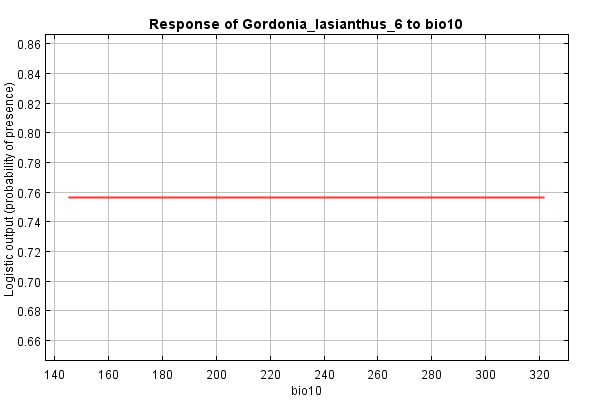 Response of Gordonia_lasianthus_6 to bio10
Logistic output (probability of presence)
0.86
0.84
0.82
0.80
0.78
0.76
0.74
0.72
0.70
0.68
0.66
140 160 180 200 220 240 260 280 300 320
bio10